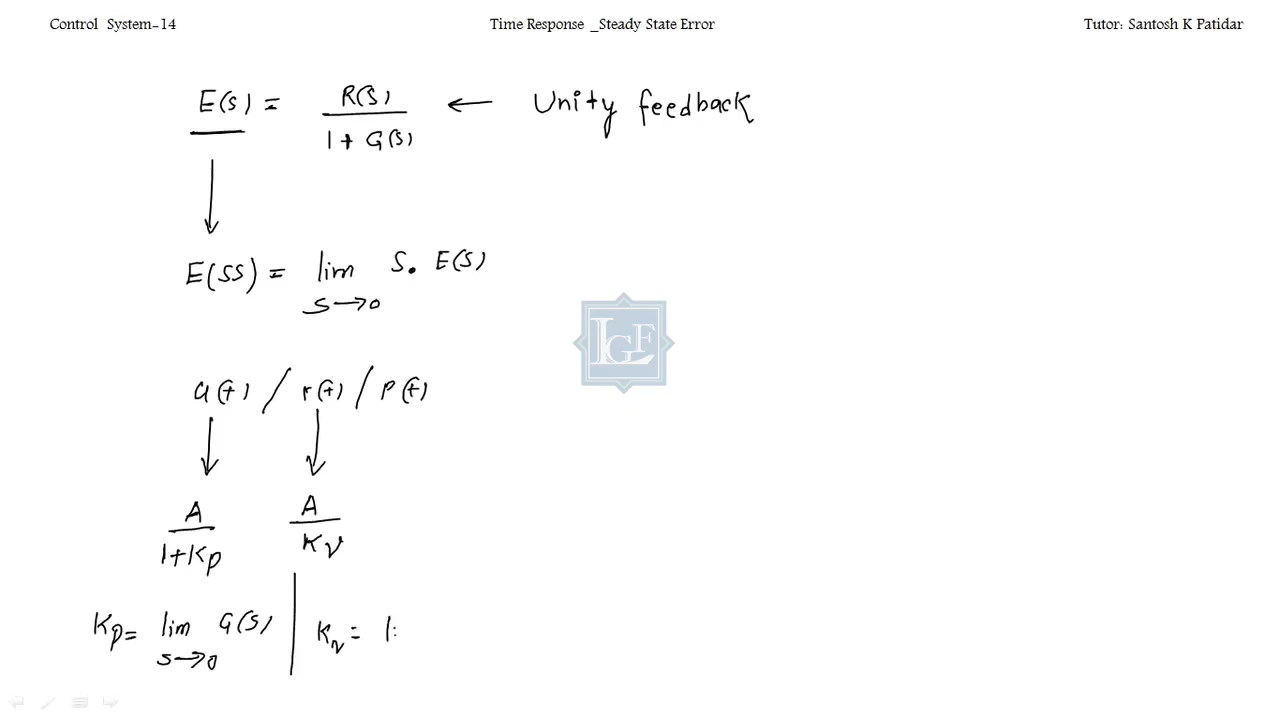 Control System-14 Time Response _Steady State Error Tutor: Santosh K Patidar
E(s) = R(s) ← Unity feedback
1 + G(s)
E(ss) = lim s. E(s)
s→0
u(t) / r(t) / p(t)
A A
1+Kp Kv
Kp = lim G(s) Kv = l
s→0
LGF